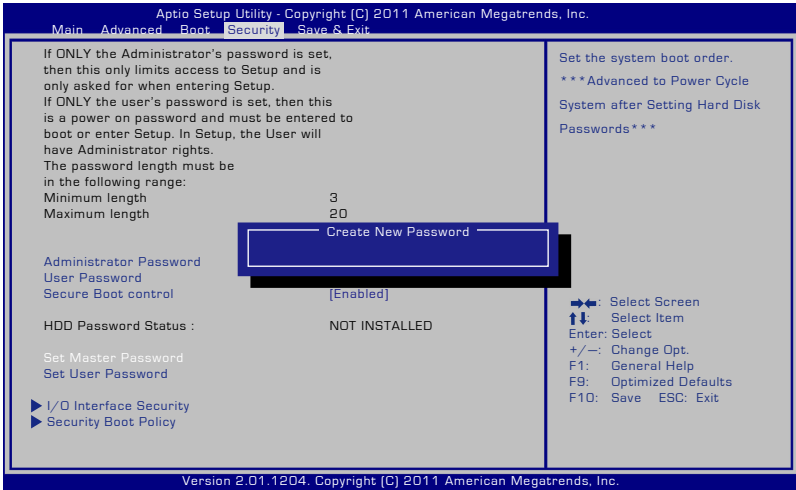 Aptio Setup Utility - Copyright (C) 2011 American Megatrends, Inc.
Main Advanced Boot Security Save & Exit
If ONLY the Administrator's password is set,
then this only limits access to Setup and is
only asked for when entering Setup.
If ONLY the user's password is set, then this
is a power on password and must be entered to
boot or enter Setup. In Setup, the User will
have Administrator rights.
The password length must be
in the following range:
Minimum length 3
Maximum length 20
Create New Password
Administrator Password
User Password
Secure Boot control [Enabled]
HDD Password Status : NOT INSTALLED
Set Master Password
Set User Password
I/O Interface Security
Security Boot Policy
Set the system boot order.
***Advanced to Power Cycle
System after Setting Hard Disk
Passwords***
→←: Select Screen
↑↓: Select Item
Enter: Select
+/—: Change Opt.
F1: General Help
F9: Optimized Defaults
F10: Save ESC: Exit
Version 2.01.1204. Copyright (C) 2011 American Megatrends, Inc.